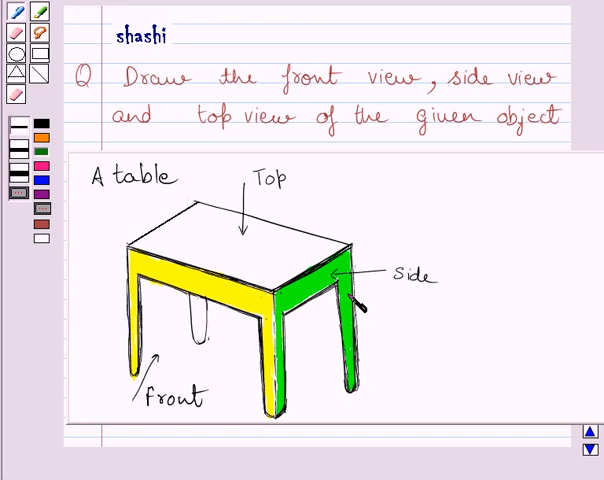 shashi
Q Draw the front view, side view
and top view of the given object
A table
Top
Side
Front